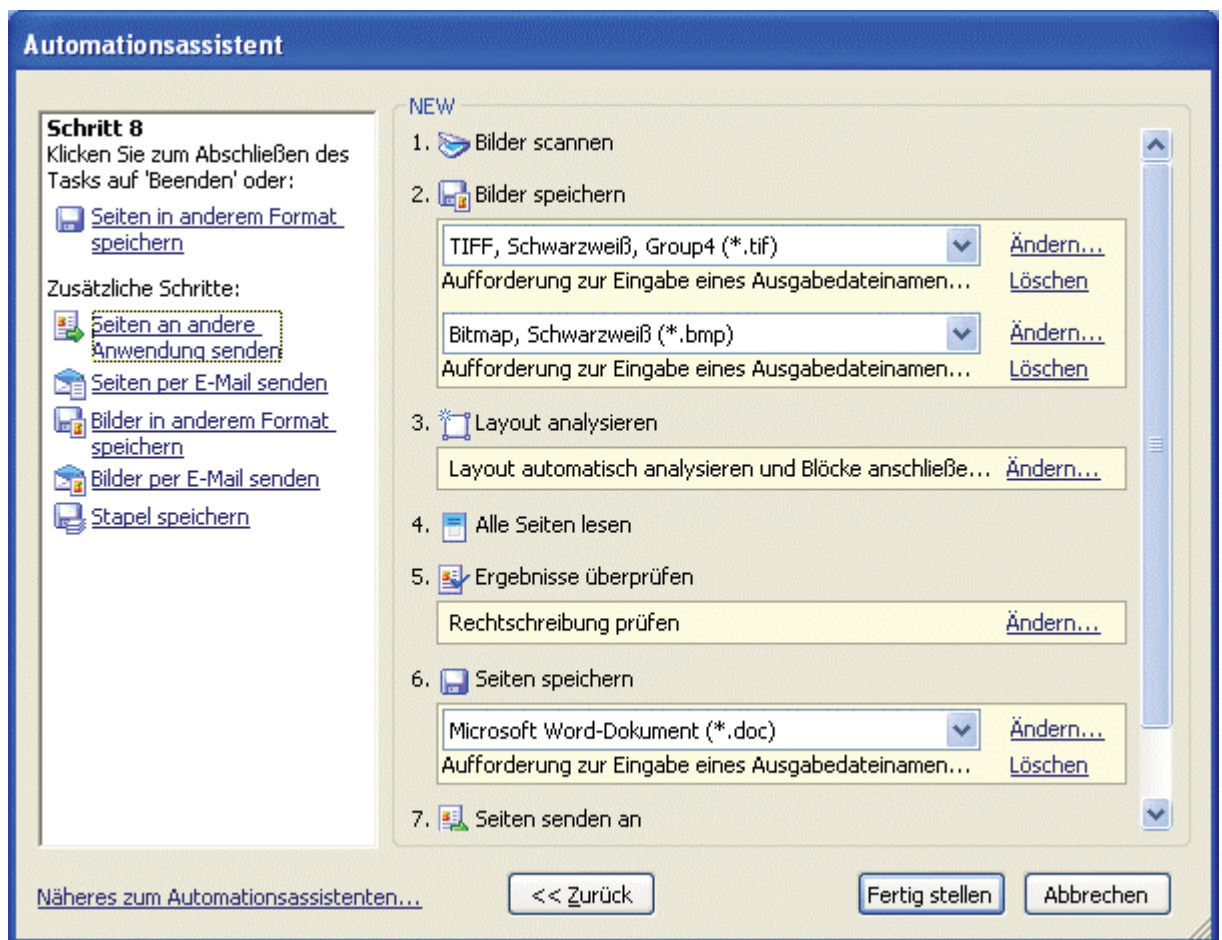 Automationsassistent
Schritt 8
Klicken Sie zum Abschließen des
Tasks auf 'Beenden' oder:
Seiten in anderem Format
speichern
Zusätzliche Schritte:
Seiten an andere
Anwendung senden
Seiten per E-Mail senden
Bilder in anderem Format
speichern
Bilder per E-Mail senden
Stapel speichern
NEW
1. Bilder scannen
2. Bilder speichern
TIFF, Schwarzweiß, Group4 (*.tif) Ändern...
Aufforderung zur Eingabe eines Ausgabedateinamen... Löschen
Bitmap, Schwarzweiß (*.bmp) Ändern...
Aufforderung zur Eingabe eines Ausgabedateinamen... Löschen
3. Layout analysieren
Layout automatisch analysieren und Blöcke anschließe... Ändern...
4. Alle Seiten lesen
5. Ergebnisse überprüfen
Rechtschreibung prüfen Ändern...
6. Seiten speichern
Microsoft Word-Dokument (*.doc) Ändern...
Aufforderung zur Eingabe eines Ausgabedateinamen... Löschen
7. Seiten senden an
Näheres zum Automationsassistenten... << Zurück Fertig stellen Abbrechen